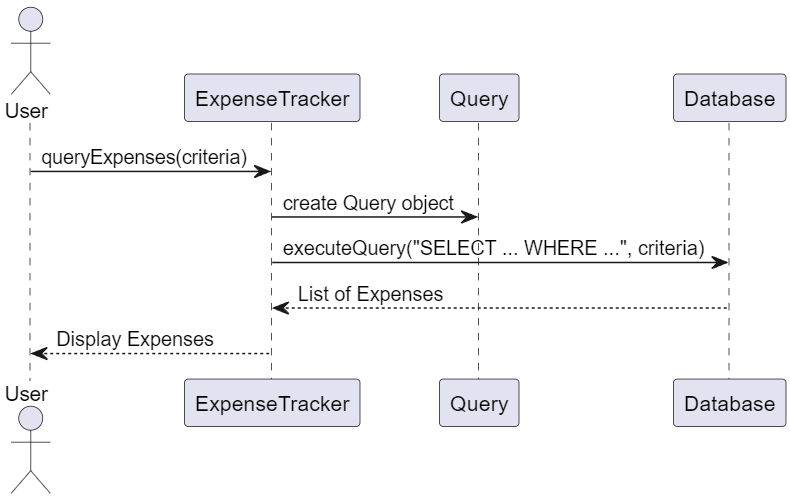 User
ExpenseTracker
Query
Database
queryExpenses(criteria)
create Query object
executeQuery("SELECT ... WHERE ...", criteria)
List of Expenses
Display Expenses
User
ExpenseTracker
Query
Database